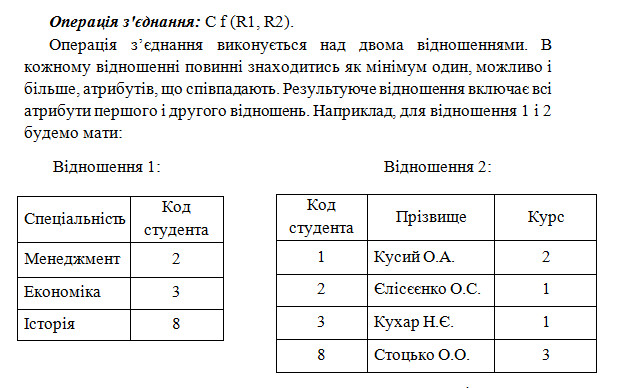 Операція з'єднання: C f (R1, R2).
Операція з’єднання виконується над двома відношеннями. В
кожному відношенні повинні знаходитись як мінімум один, можливо і
більше, атрибутів, що співпадають. Результуюче відношення включає всі
атрибути першого і другого відношень. Наприклад, для відношення 1 і 2
будемо мати:
Відношення 1:
Спеціальність Код студента
Менеджмент 2
Економіка 3
Історія 8
Відношення 2:
Код студента Прізвище Курс
1 Кусий О.А. 2
2 Єлісєєнко О.С. 1
3 Кухар Н.Є. 1
8 Стоцько О.О. 3